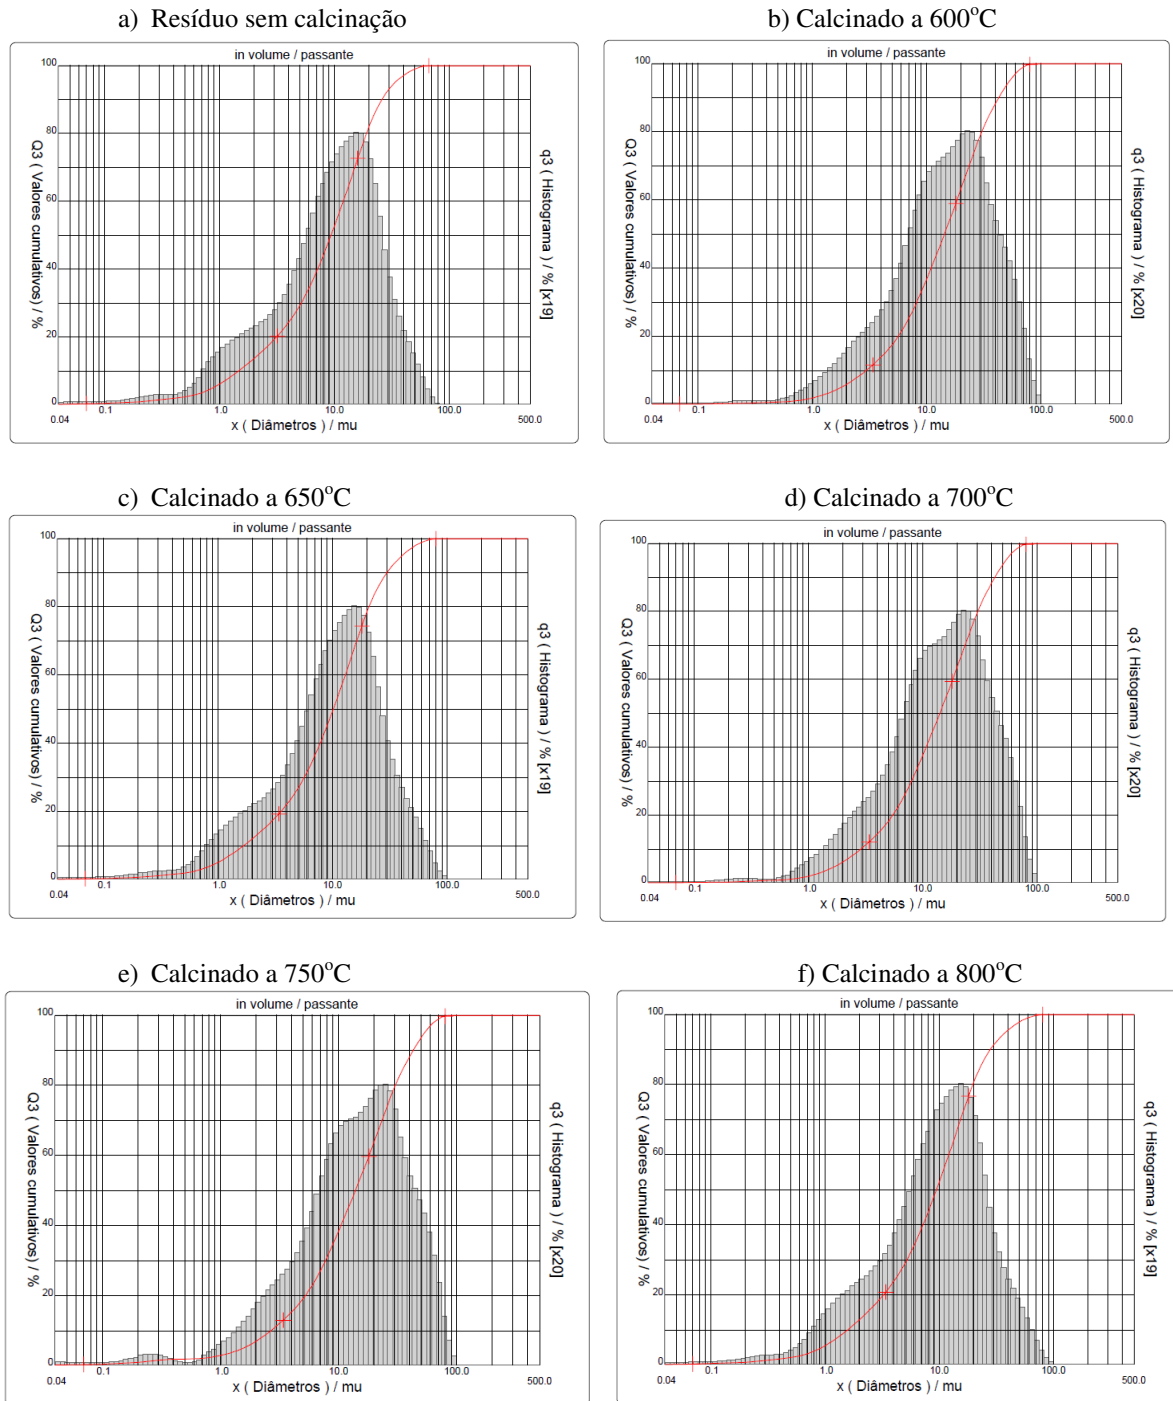 a) Resíduo sem calcinação
in volume / passante
Q3 ( Valores cumulativos) / %
100
80
60
40
20
0
q3 ( Histograma ) / % [x19]
0.04 0.1 1.0 10.0 100.0 500.0
x ( Diâmetros ) / mu
b) Calcinado a 600°C
in volume / passante
Q3 ( Valores cumulativos) / %
100
80
60
40
20
0
q3 ( Histograma ) / % [x20]
0.04 0.1 1.0 10.0 100.0 500.0
x ( Diâmetros ) / mu
c) Calcinado a 650°C
in volume / passante
Q3 ( Valores cumulativos) / %
100
80
60
40
20
0
q3 ( Histograma ) / % [x19]
0.04 0.1 1.0 10.0 100.0 500.0
x ( Diâmetros ) / mu
d) Calcinado a 700°C
in volume / passante
Q3 ( Valores cumulativos) / %
100
80
60
40
20
0
q3 ( Histograma ) / % [x20]
0.04 0.1 1.0 10.0 100.0 500.0
x ( Diâmetros ) / mu
e) Calcinado a 750°C
in volume / passante
Q3 ( Valores cumulativos) / %
100
80
60
40
20
0
q3 ( Histograma ) / % [x20]
0.04 0.1 1.0 10.0 100.0 500.0
x ( Diâmetros ) / mu
f) Calcinado a 800°C
in volume / passante
Q3 ( Valores cumulativos) / %
100
80
60
40
20
0
q3 ( Histograma ) / % [x19]
0.04 0.1 1.0 10.0 100.0 500.0
x ( Diâmetros ) / mu